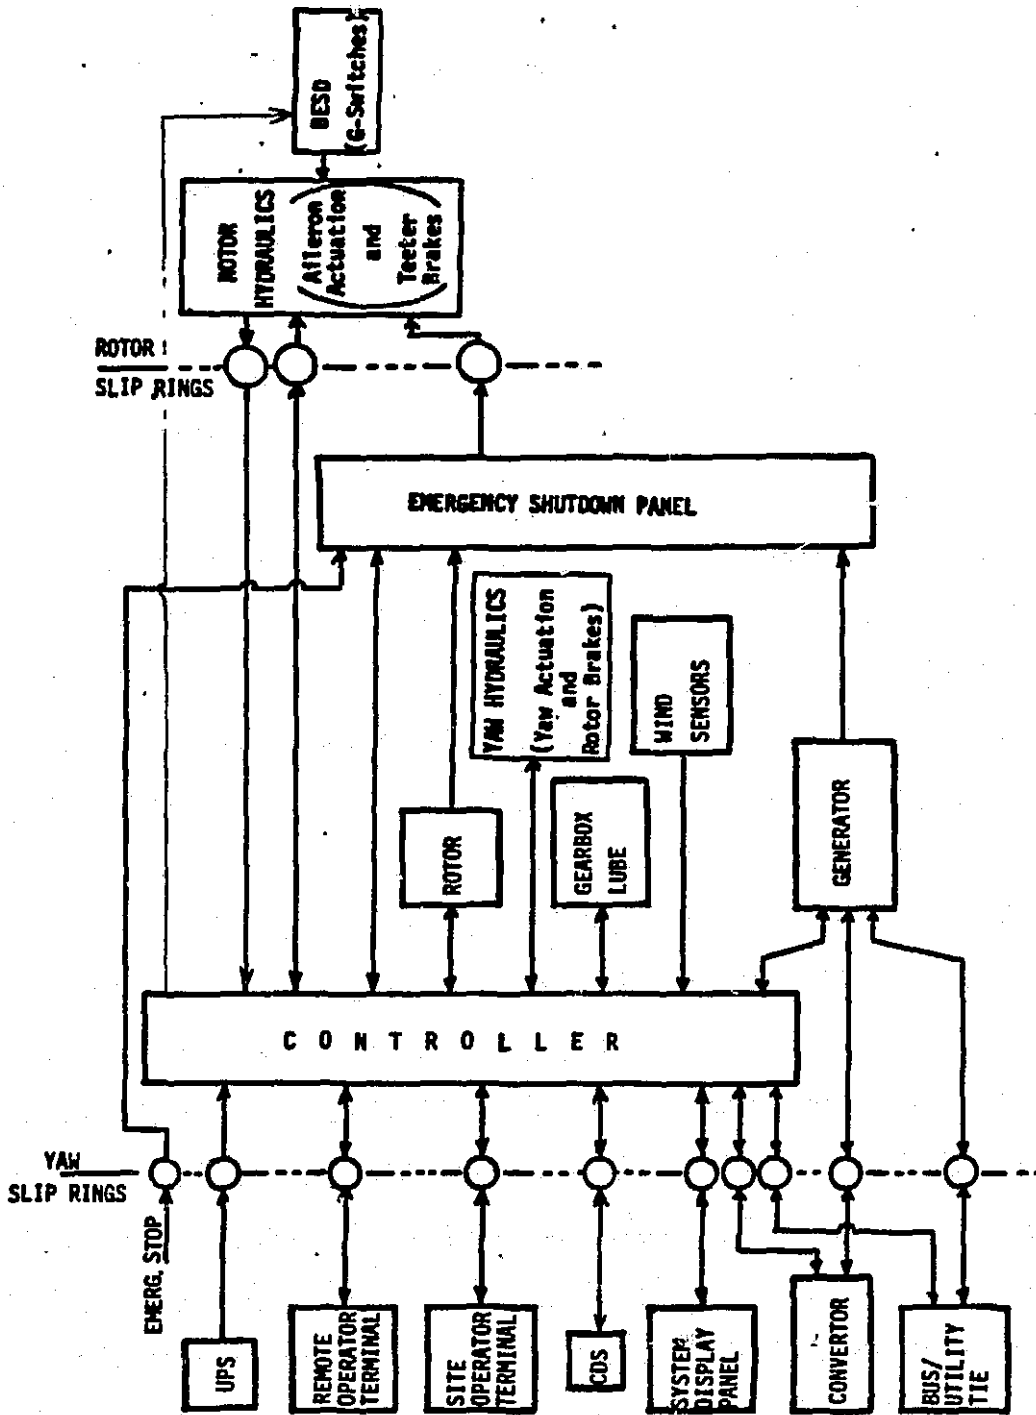 BESD
(G-Switches)
ROTOR
HYDRAULICS
(Aileron
Actuation
and
Teeter
Brakes)
ROTOR
SLIP RINGS
EMERGENCY SHUTDOWN PANEL
YAW HYDRAULICS
(Yaw Actuation
and
Rotor Brakes)
WIND
SENSORS
ROTOR
GEARBOX
LUBE
GENERATOR
CONTROLLER
YAW
SLIP RINGS
EMERG. STOP
UPS
REMOTE
OPERATOR
TERMINAL
SITE
OPERATOR
TERMINAL
CDS
SYSTEM
DISPLAY
PANEL
CONVERTOR
BUS/
UTILITY
TIE